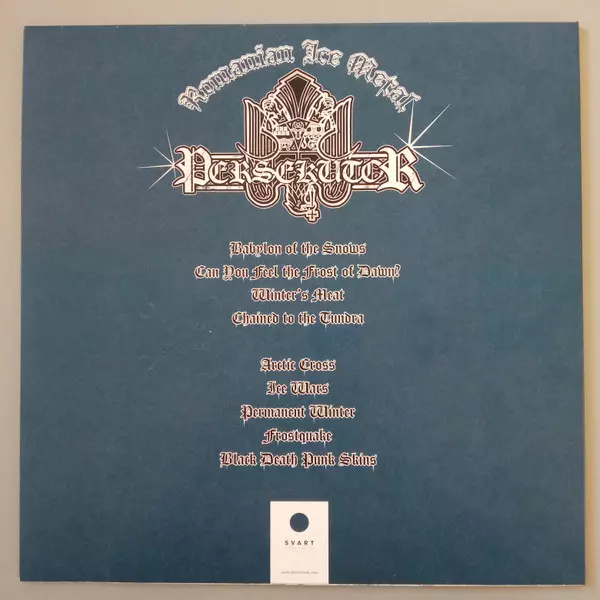 Romanian Ice Metal
PERSEKUTOR
Babylon of the Snows
Can You Feel the Frost of Dawn?
Winter's Meat
Chained to the Tundra
Arctic Cross
Ice Wars
Permanent Winter
Frostquake
Black Death Punk Skins
SVART